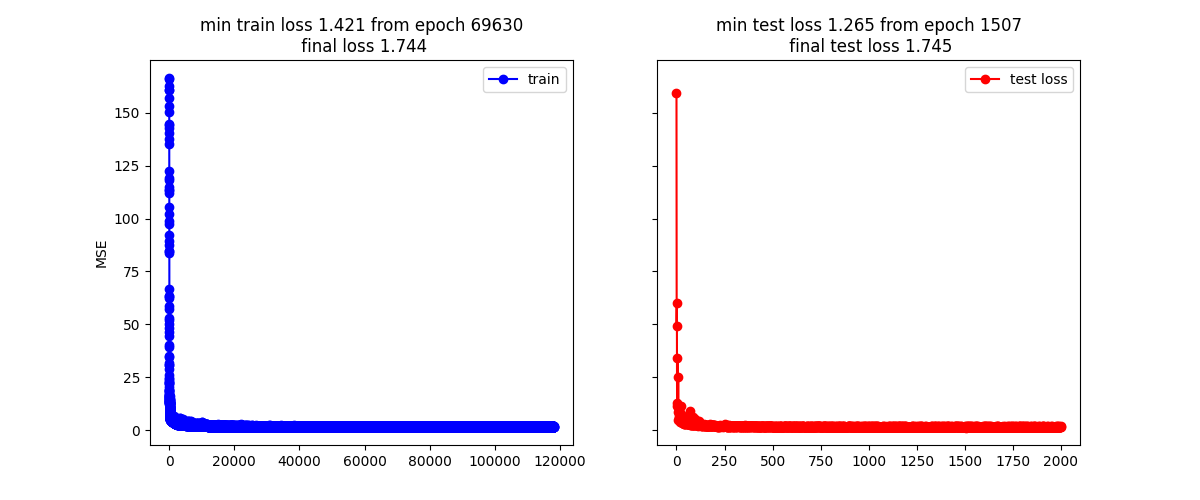 min train loss 1.421 from epoch 69630
final loss 1.744
train
MSE
150
125
100
75
50
25
0
0 20000 40000 60000 80000 100000 120000
min test loss 1.265 from epoch 1507
final test loss 1.745
test loss
0 250 500 750 1000 1250 1500 1750 2000